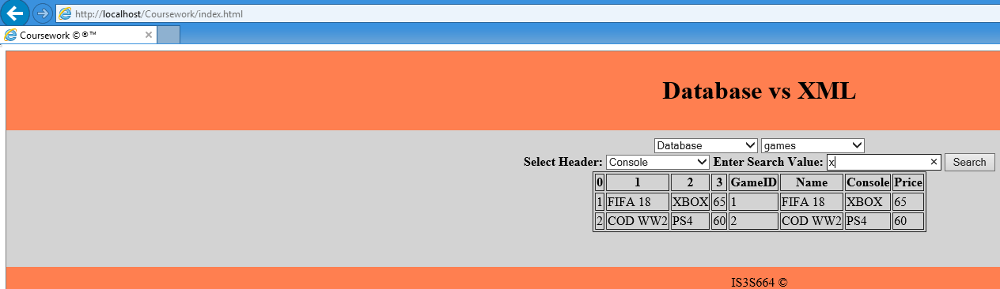 http://localhost/Coursework/index.html
Coursework ©®™ ×
Database vs XML
Database games
Select Header: Console Enter Search Value: x × Search
0 1 2 3 GameID Name Console Price
1 FIFA 18 XBOX 65 1 FIFA 18 XBOX 65
2 COD WW2 PS4 60 2 COD WW2 PS4 60
IS3S664 ©